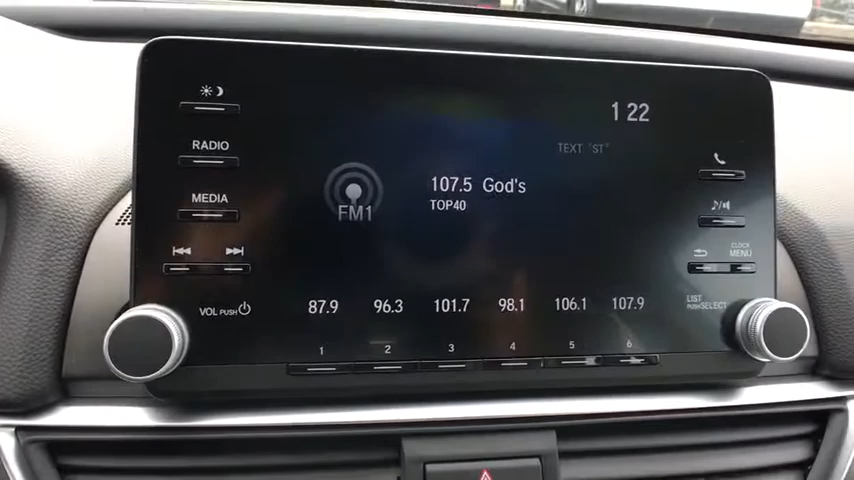 1 22
RADIO
TEXT "ST"
107.5 God's
TOP40
MEDIA
FM1
CLOCK
MENU
VOL PUSH
87.9 96.3 101.7 98.1 106.1 107.9
LIST
PUSH SELECT
1 2 3 4 5 6